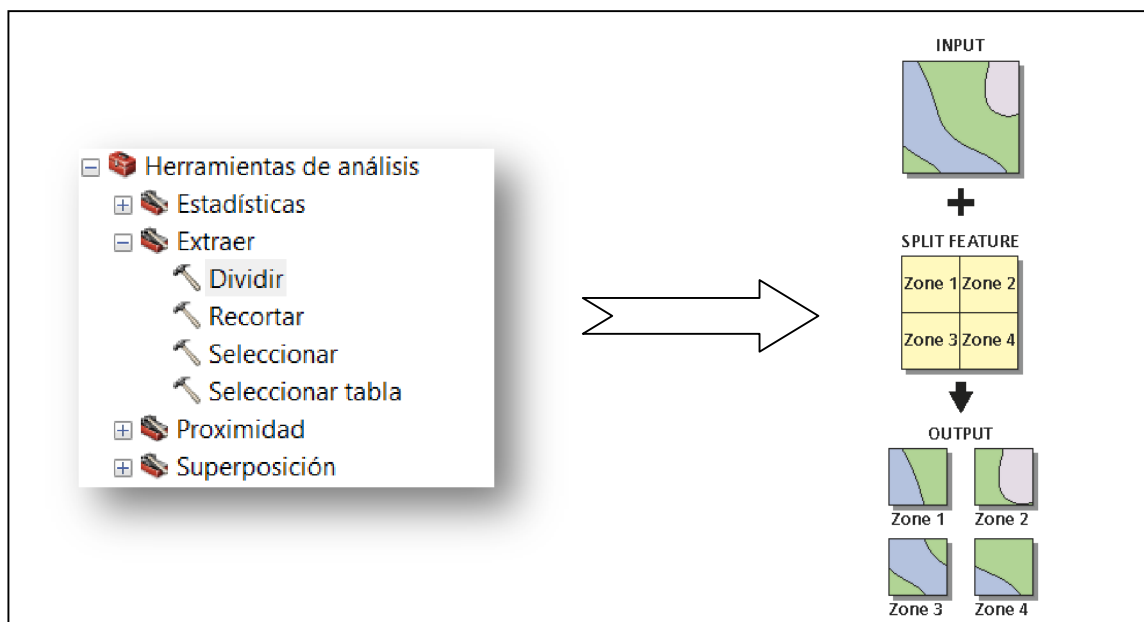 Herramientas de análisis
Estadísticas
Extraer
Dividir
Recortar
Seleccionar
Seleccionar tabla
Proximidad
Superposición
INPUT
SPLIT FEATURE
Zone 1 Zone 2
Zone 3 Zone 4
OUTPUT
Zone 1 Zone 2
Zone 3 Zone 4